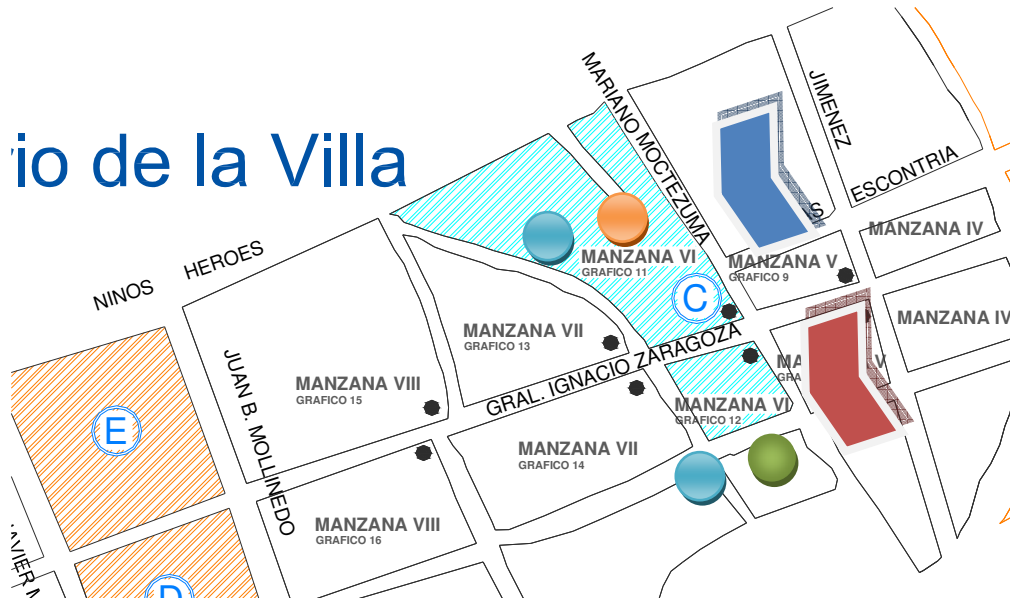 io de la Villa
MARIANO MOCTEZUMA
JIMENEZ
ESCONTRIA
S
MANZANA IV
NINOS HEROES
MANZANA VI
GRAFICO 11
MANZANA V
GRAFICO 9
C
MANZANA IV
MANZANA VII
GRAFICO 13
GRAL. IGNACIO ZARAGOZA
MANZANA VIII
GRAFICO 15
JUAN B. MOLLINEDO
MANZANA VI
GRAFICO 12
E
MANZANA VII
GRAFICO 14
MANZANA VIII
GRAFICO 16
D